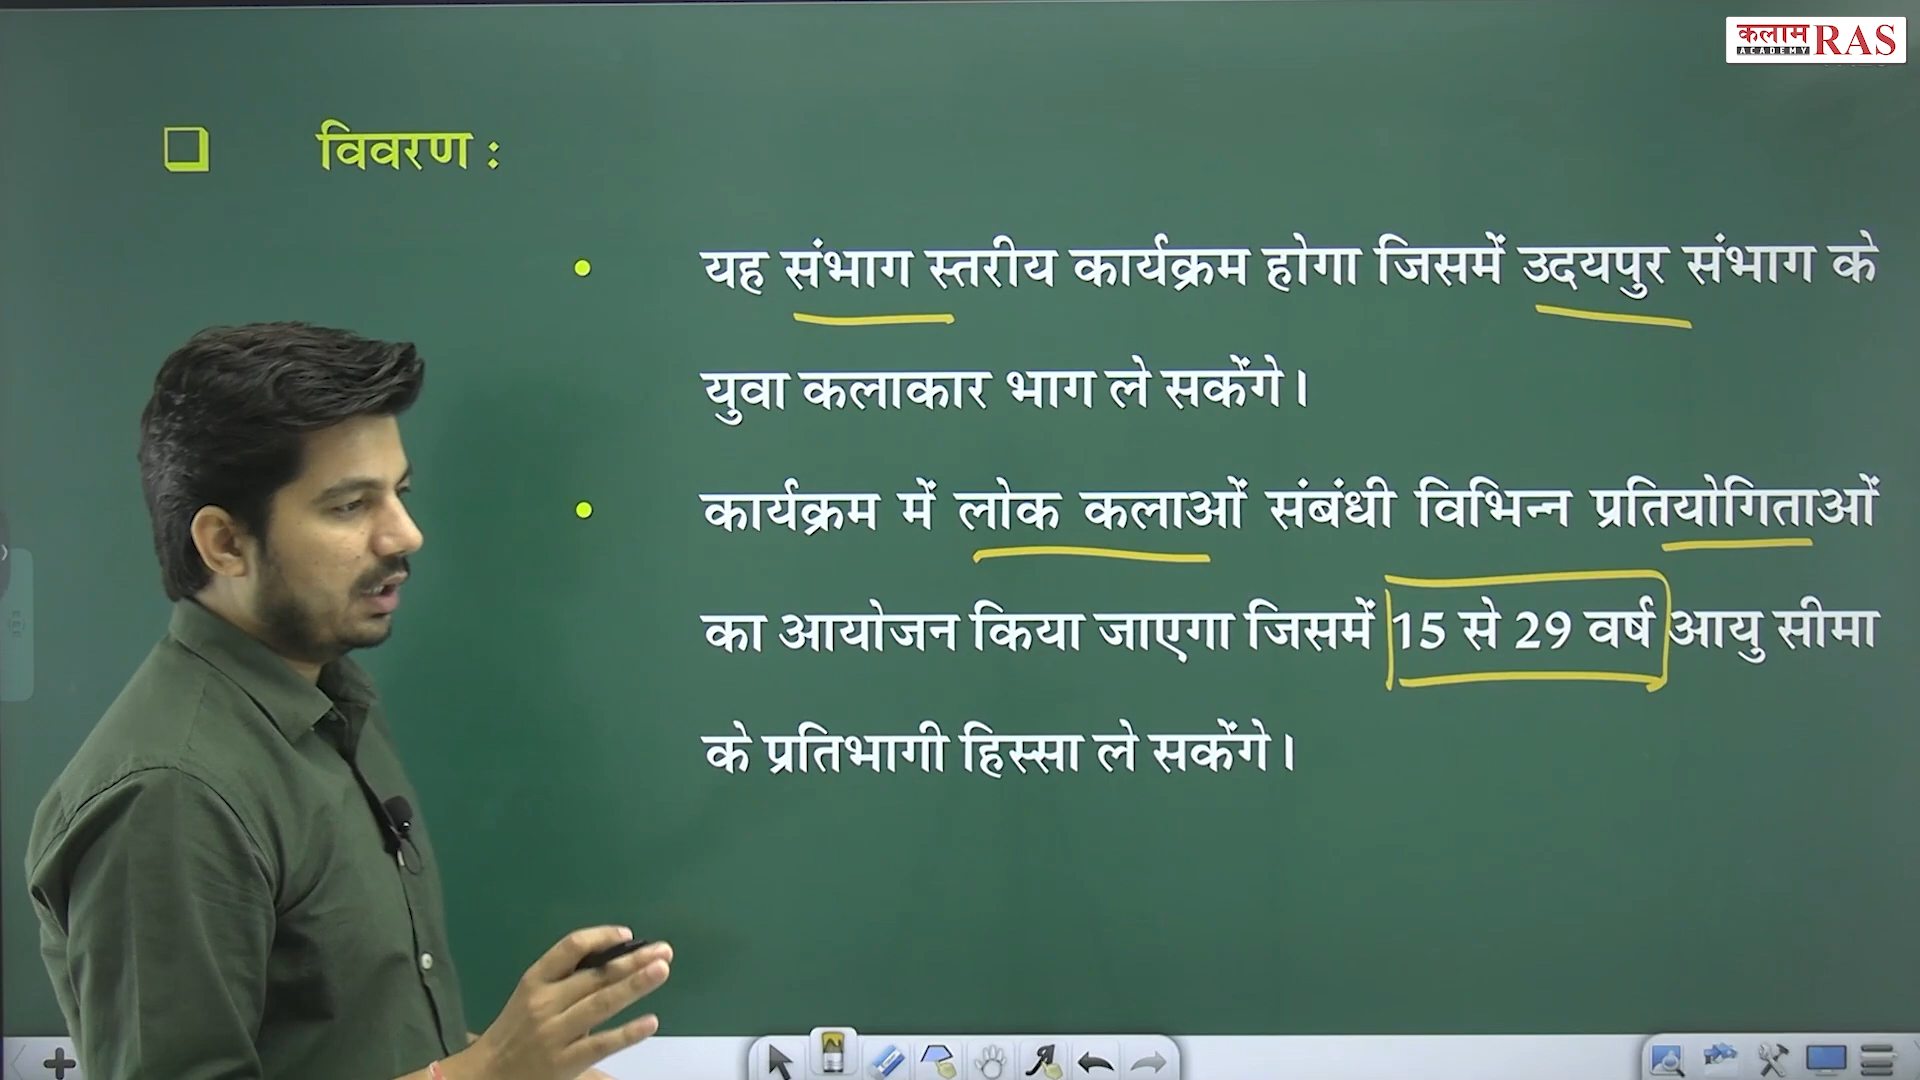 कलाम RAS
ACADEMY
विवरण :
यह संभाग स्तरीय कार्यक्रम होगा जिसमें उदयपुर संभाग के
युवा कलाकार भाग ले सकेंगे।
कार्यक्रम में लोक कलाओं संबंधी विभिन्न प्रतियोगिताओं
का आयोजन किया जाएगा जिसमें 15 से 29 वर्ष आयु सीमा
के प्रतिभागी हिस्सा ले सकेंगे।